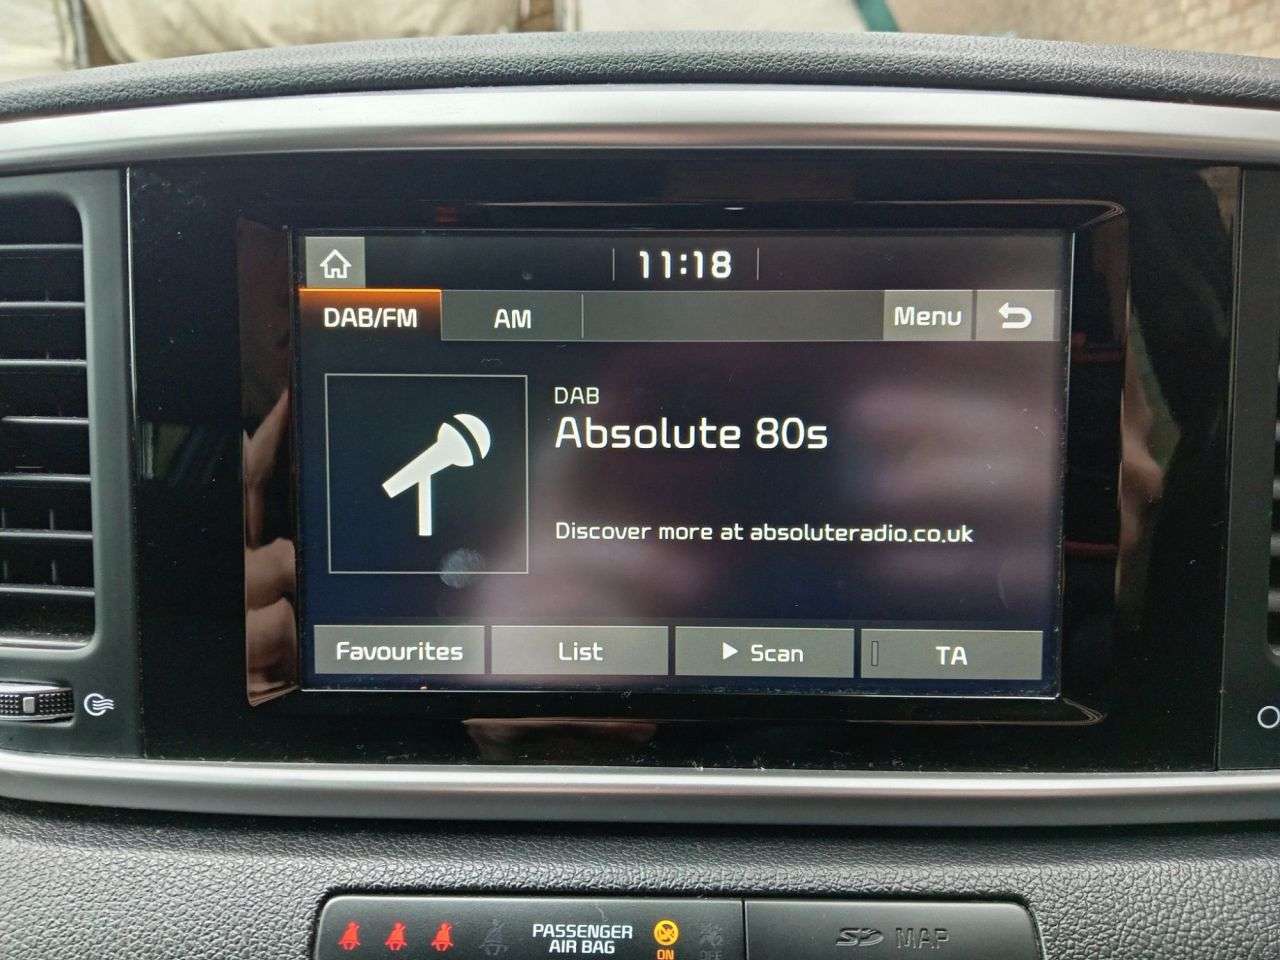 11:18
DAB/FM
AM
Menu
DAB
Absolute 80s
Discover more at absoluteradio.co.uk
Favourites
List
Scan
TA
PASSENGER
AIR BAG
ON
OFF
SD MAP